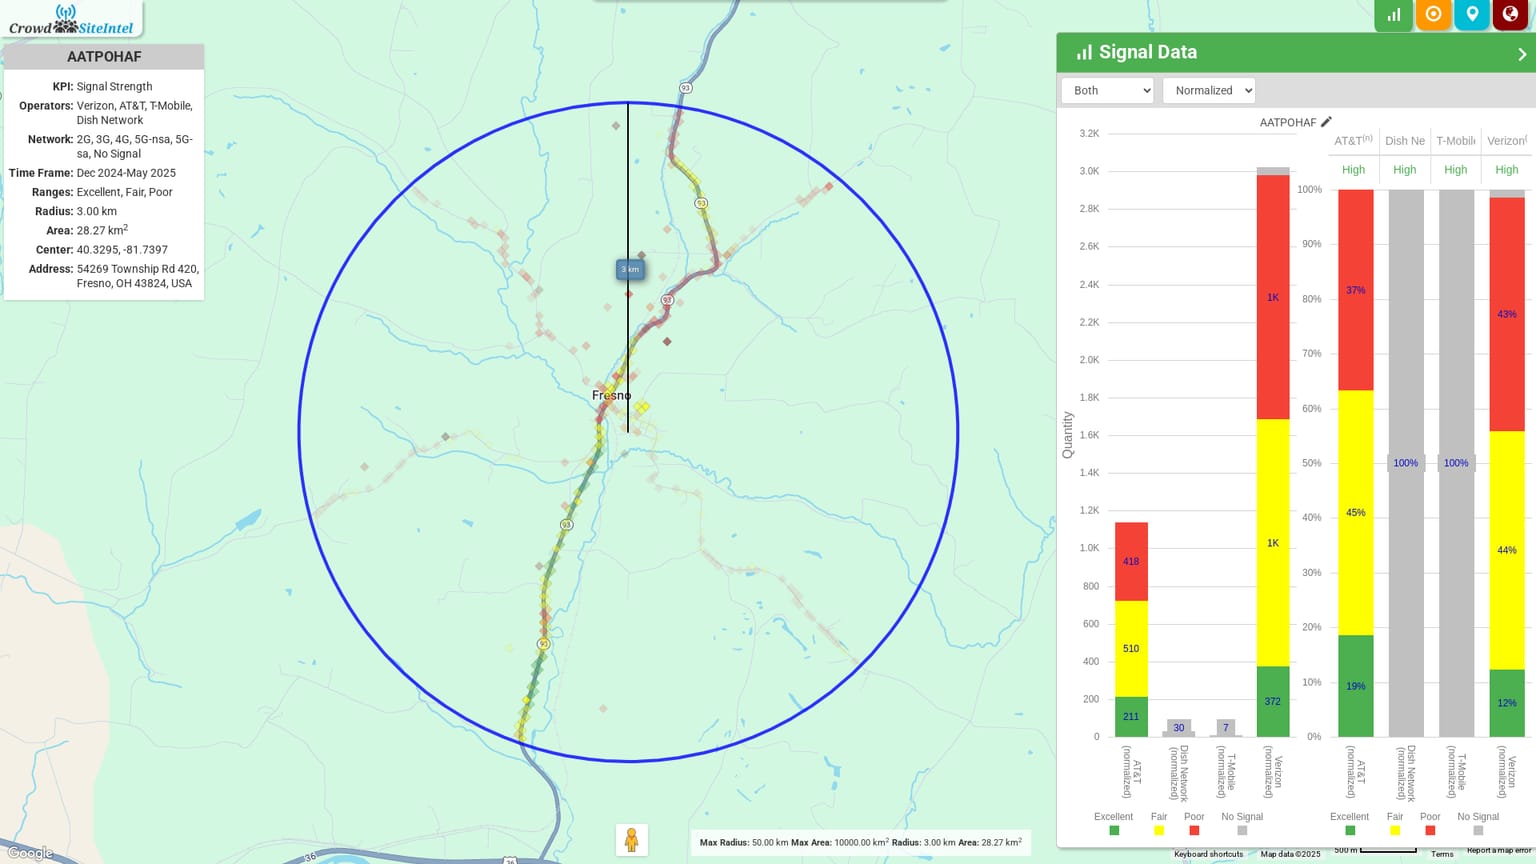 Crowd SiteIntel
AATPOHAF
KPI: Signal Strength
Operators: Verizon, AT&T, T-Mobile,
Dish Network
Network: 2G, 3G, 4G, 5G-nsa, 5G-
sa, No Signal
Time Frame: Dec 2024-May 2025
Ranges: Excellent, Fair, Poor
Radius: 3.00 km
Area: 28.27 km²
Center: 40.3295, -81.7397
Address: 54269 Township Rd 420,
Fresno, OH 43824, USA
93
93
3 km
93
Fresno
93
93
36
36
Google
Max Radius: 50.00 km Max Area: 10000.00 km² Radius: 3.00 km Area: 28.27 km²
Signal Data
Both
Normalized
AATPOHAF
Quantity
3.2K
3.0K
2.8K
2.6K
2.4K
2.2K
2.0K
1.8K
1.6K
1.4K
1.2K
1.0K
800
600
400
200
0
418
510
211
30
7
1K
1K
372
AT&T (normalized)
Dish Network (normalized)
T-Mobile (normalized)
Verizon (normalized)
Excellent
Fair
Poor
No Signal
AT&T(n)
Dish Ne
T-Mobile
Verizon(
High
High
High
High
100%
90%
80%
70%
60%
50%
40%
30%
20%
10%
0%
37%
45%
19%
100%
100%
43%
44%
12%
AT&T (normalized)
Dish Network (normalized)
T-Mobile (normalized)
Verizon (normalized)
Excellent
Fair
Poor
No Signal
Keyboard shortcuts
Map data ©2025
500 m
Terms
Report a map error